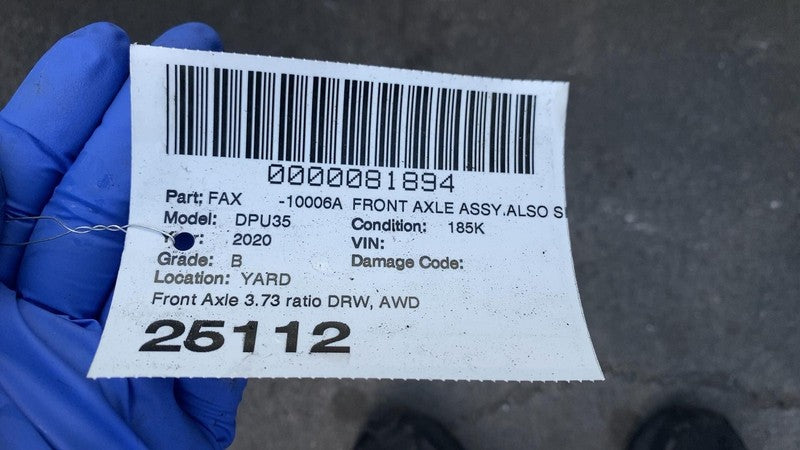 0000081894
Part: FAX -10006A FRONT AXLE ASSY.ALSO
Model: DPU35 Condition: 185K
2020 VIN:
Grade: B Damage Code:
Location: YARD
Front Axle 3.73 ratio DRW, AWD
25112